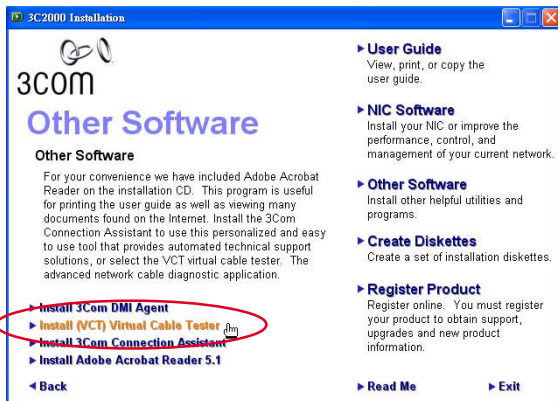 3C2000 Installation
3COM
Other Software
Other Software
For your convenience we have included Adobe Acrobat
Reader on the installation CD. This program is useful
for printing the user guide as well as viewing many
documents found on the Internet. Install the 3Com
Connection Assistant to use this personalized and easy
to use tool that provides automated technical support
solutions, or select the VCT virtual cable tester. The
advanced network cable diagnostic application.
Install 3Com DMI Agent
Install (VCT) Virtual Cable Tester
Install 3Com Connection Assistant
Install Adobe Acrobat Reader 5.1
Back
User Guide
View, print, or copy the
user guide.
NIC Software
Install your NIC or improve the
performance, control, and
management of your current network.
Other Software
Install other helpful utilities and
programs.
Create Diskettes
Create a set of installation diskettes.
Register Product
Register online. You must register
your product to obtain support,
upgrades and new product
information.
Read Me
Exit